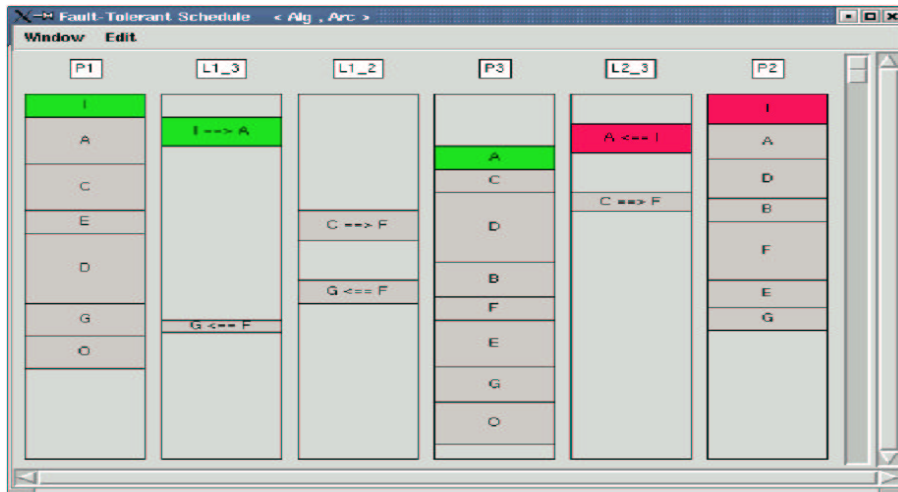 Fault-Tolerant Schedule < Alg , Arc >
Window Edit
P1 L1_3 L1_2 P3 L2_3 P2
I
A
C
E
D
G
O
I ==> A
G <== F
C ==> F
G <== F
A
C
D
B
F
E
G
O
A <== I
C ==> F
I
A
D
B
F
E
G